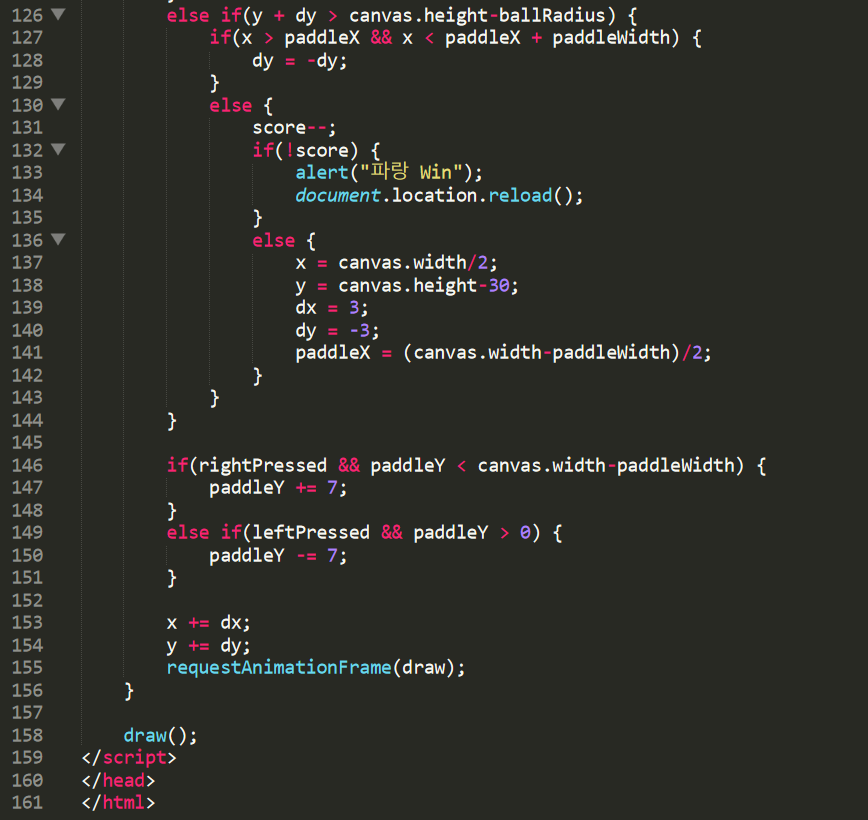 126 else if(y + dy > canvas.height-ballRadius) {
127 if(x > paddleX && x < paddleX + paddleWidth) {
128 dy = -dy;
129 }
130 else {
131 score--;
132 if(!score) {
133 alert("파랑 Win");
134 document.location.reload();
135 }
136 else {
137 x = canvas.width/2;
138 y = canvas.height-30;
139 dx = 3;
140 dy = -3;
141 paddleX = (canvas.width-paddleWidth)/2;
142 }
143 }
144 }
145
146 if(rightPressed && paddleY < canvas.width-paddleWidth) {
147 paddleY += 7;
148 }
149 else if(leftPressed && paddleY > 0) {
150 paddleY -= 7;
151 }
152
153 x += dx;
154 y += dy;
155 requestAnimationFrame(draw);
156 }
157
158 draw();
159 </script>
160 </head>
161 </html>